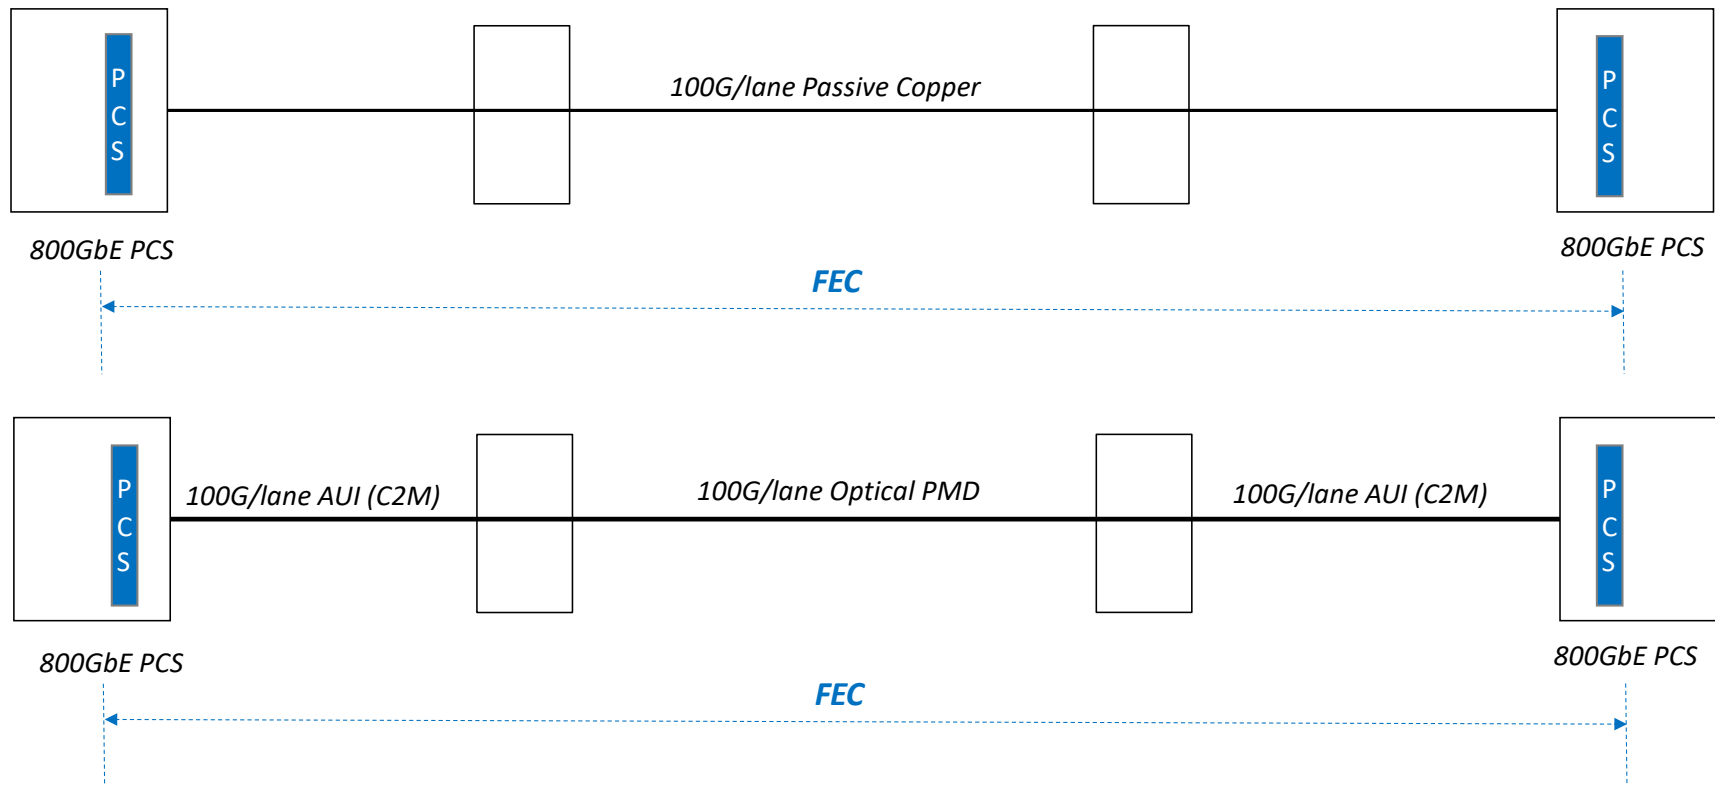 100G/lane Passive Copper
P
C
S
P
C
S
800GbE PCS
800GbE PCS
FEC
100G/lane AUI (C2M)
100G/lane Optical PMD
100G/lane AUI (C2M)
P
C
S
P
C
S
800GbE PCS
800GbE PCS
FEC